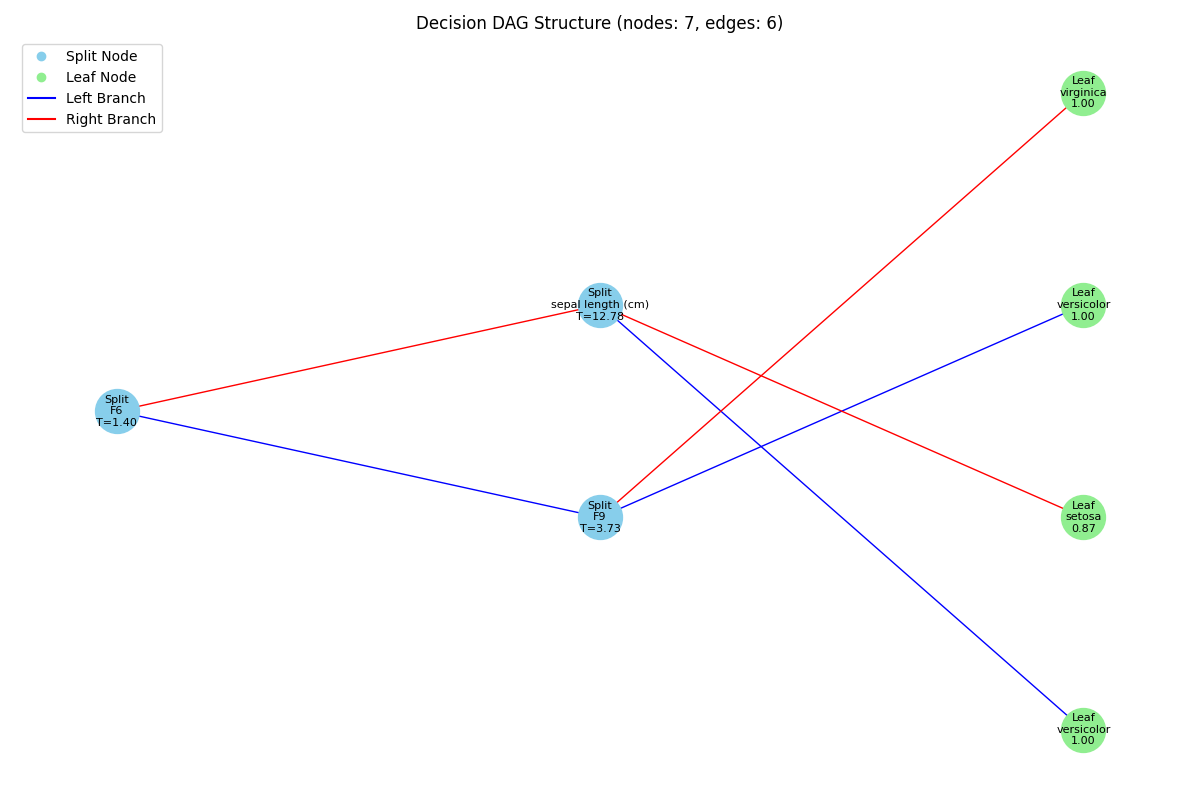 Decision DAG Structure (nodes: 7, edges: 6)
Split Node
Leaf Node
Left Branch
Right Branch
Leaf
virginica
1.00
Split
sepal length (cm)
T=12.78
Leaf
versicolor
1.00
Split
F6
T=1.40
Split
F9
T=3.73
Leaf
setosa
0.87
Leaf
versicolor
1.00